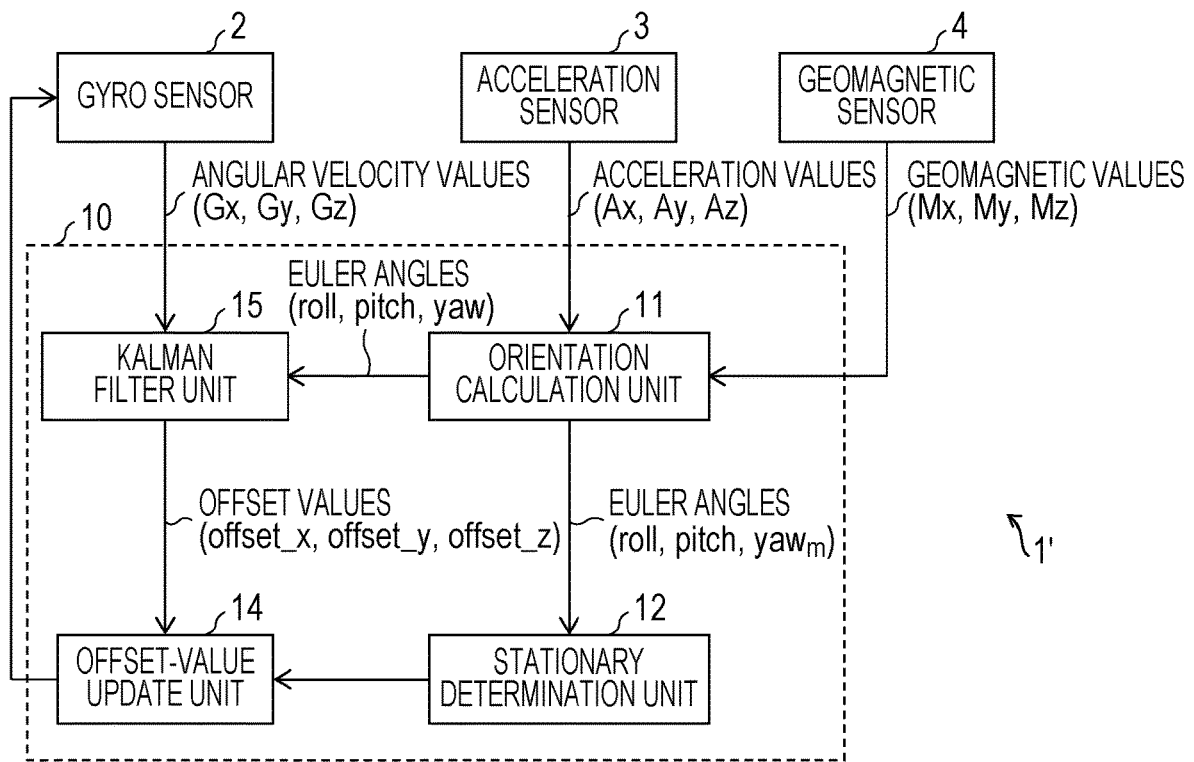 2
3
4
GYRO SENSOR
ACCELERATION
SENSOR
GEOMAGNETIC
SENSOR
ANGULAR VELOCITY VALUES
(Gx, Gy, Gz)
ACCELERATION VALUES
(Ax, Ay, Az)
GEOMAGNETIC VALUES
(Mx, My, Mz)
10
EULER ANGLES
(roll, pitch, yaw)
15
11
KALMAN
FILTER UNIT
ORIENTATION
CALCULATION UNIT
OFFSET VALUES
(offset_x, offset_y, offset_z)
EULER ANGLES
(roll, pitch, yawm)
1'
14
12
OFFSET-VALUE
UPDATE UNIT
STATIONARY
DETERMINATION UNIT